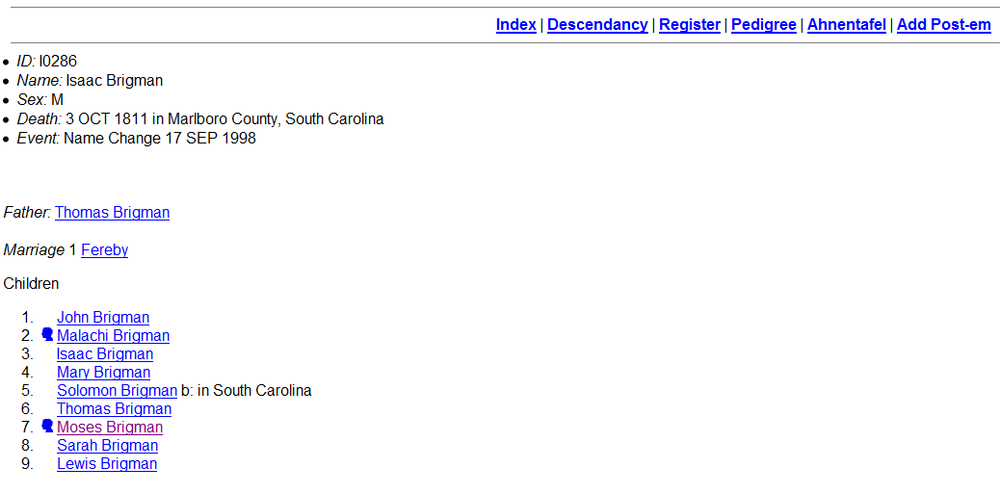 Index | Descendancy | Register | Pedigree | Ahnentafel | Add Post-em
• ID: I0286
• Name: Isaac Brigman
• Sex: M
• Death: 3 OCT 1811 in Marlboro County, South Carolina
• Event: Name Change 17 SEP 1998
Father: Thomas Brigman
Marriage 1 Fereby
Children
1. John Brigman
2. Malachi Brigman
3. Isaac Brigman
4. Mary Brigman
5. Solomon Brigman b: in South Carolina
6. Thomas Brigman
7. Moses Brigman
8. Sarah Brigman
9. Lewis Brigman